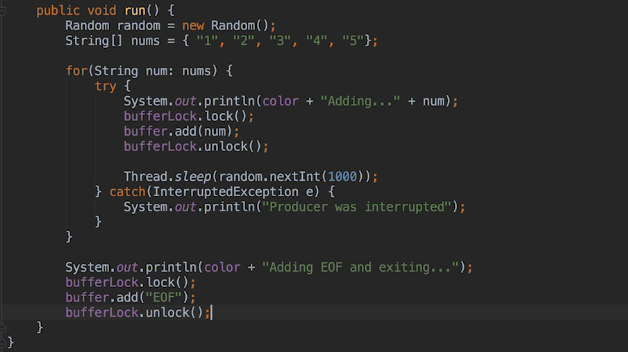 public void run() {
Random random = new Random();
String[] nums = { "1", "2", "3", "4", "5"};
for(String num: nums) {
try {
System.out.println(color + "Adding..." + num);
bufferLock.lock();
buffer.add(num);
bufferLock.unlock();
Thread.sleep(random.nextInt(1000));
} catch(InterruptedException e) {
System.out.println("Producer was interrupted");
}
}
System.out.println(color + "Adding EOF and exiting...");
bufferLock.lock();
buffer.add("EOF");
bufferLock.unlock();
}
}